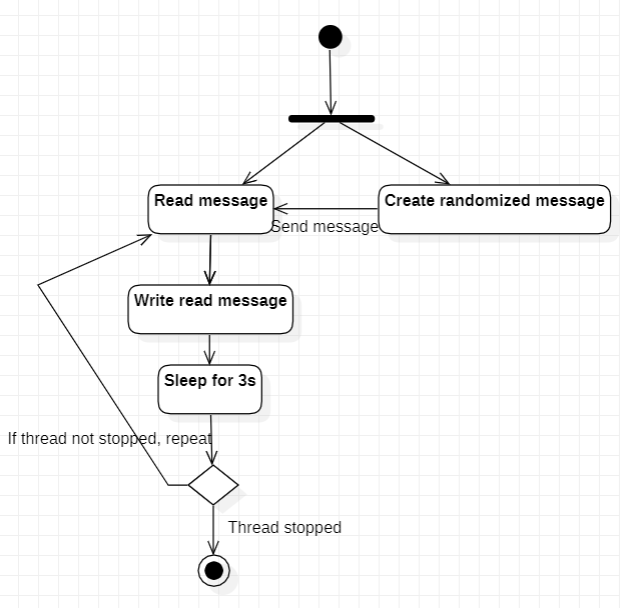 Read message
Create randomized message
Send message
Write read message
Sleep for 3s
If thread not stopped, repeat
Thread stopped